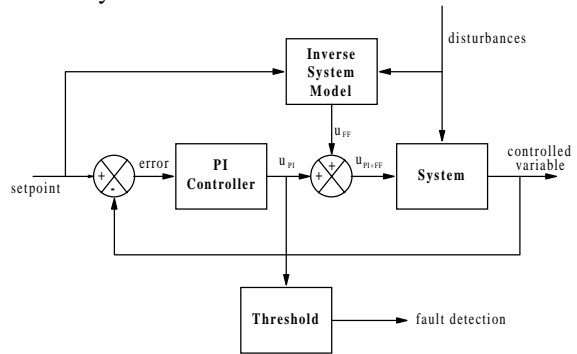 disturbances
Inverse
System
Model
u_FF
setpoint
+
-
error
PI
Controller
u_PI
+
+
u_PI+FF
System
controlled
variable
Threshold
fault detection